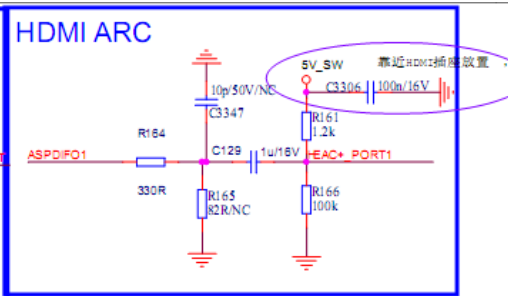 HDMI ARC
5V_SW
靠近HDMI插座放置
10p/50V/NC
C3306
100n/16V
C3347
R161
1.2k
R164
C129
1u/16V
ASPDIFO1
HEAC+_PORT1
330R
R165
82R/NC
R166
100k